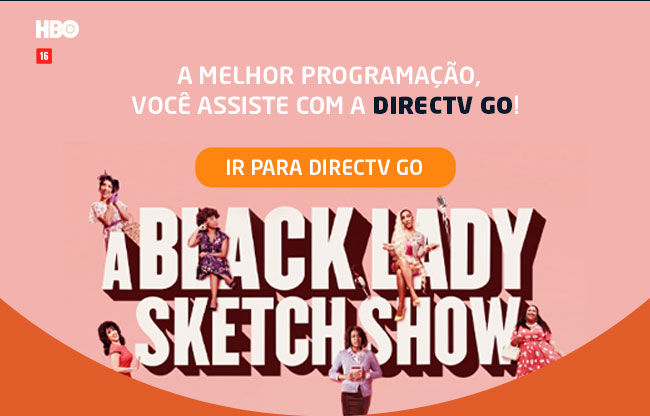 HBO
16
A MELHOR PROGRAMAÇÃO,
VOCÊ ASSISTE COM A DIRECTV GO!
IR PARA DIRECTV GO
A BLACK LADY
SKETCH SHOW